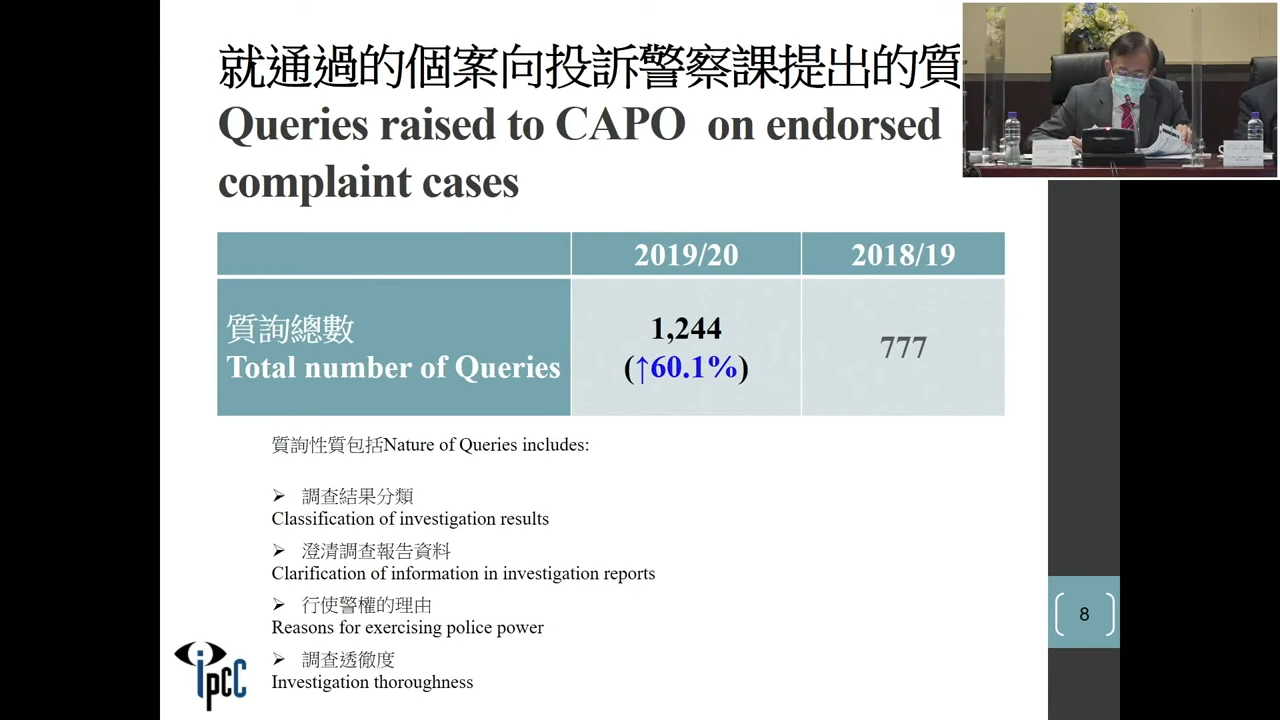 就通過的個案向投訴警察課提出的質
Queries raised to CAPO on endorsed
complaint cases
2019/20 2018/19
質詢總數
Total number of Queries
1,244
(↑60.1%)
777
質詢性質包括Nature of Queries includes:
➢ 調查結果分類
Classification of investigation results
➢ 澄清調查報告資料
Clarification of information in investigation reports
➢ 行使警權的理由
Reasons for exercising police power
➢ 調查透徹度
Investigation thoroughness
8
ipcc